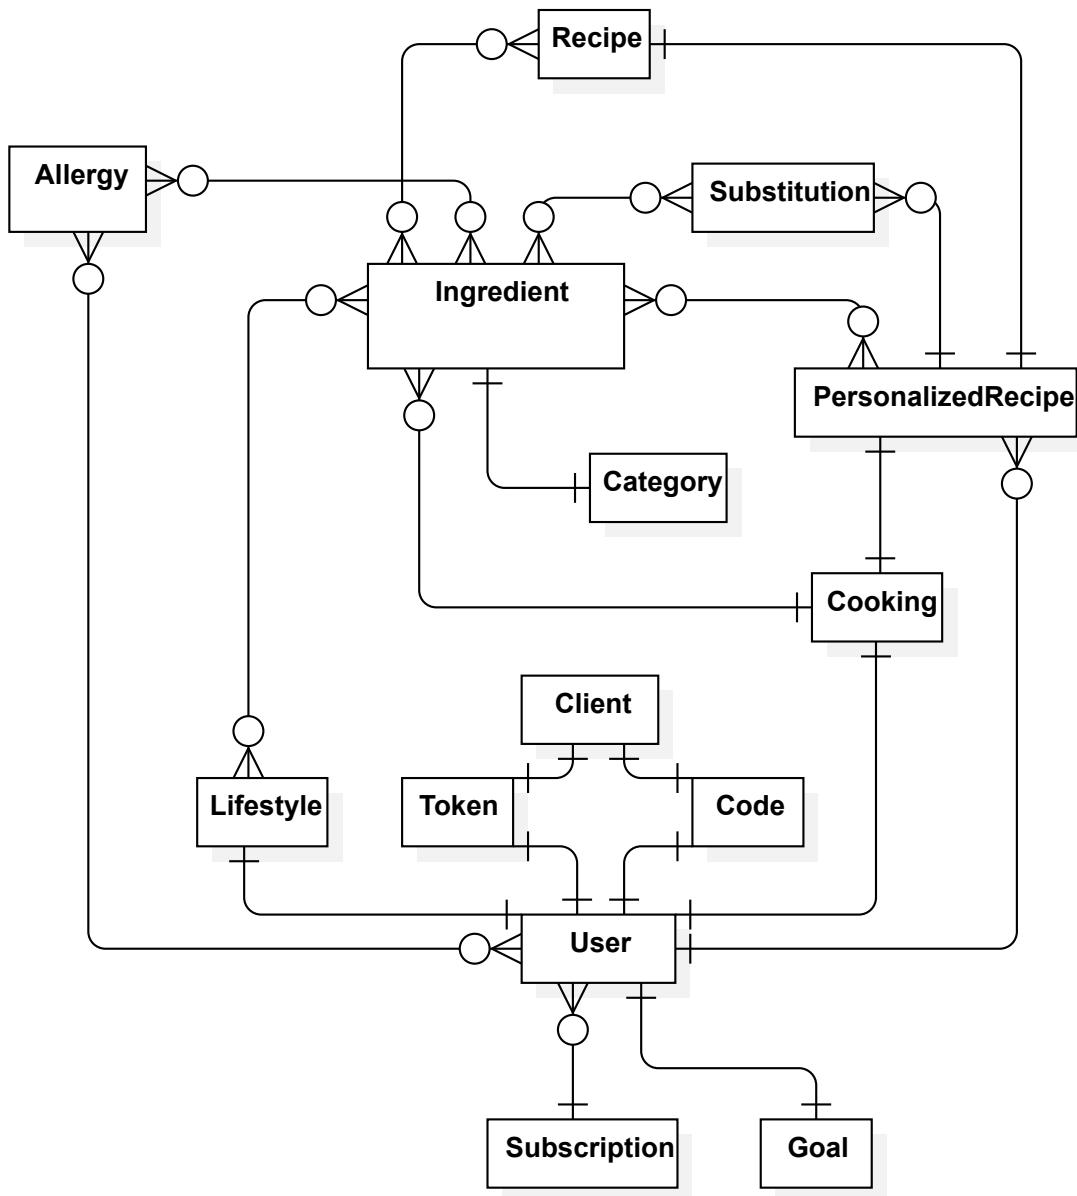 Recipe
Allergy
Substitution
Ingredient
PersonalizedRecipe
Category
Cooking
Client
Lifestyle
Token
Code
User
Subscription
Goal